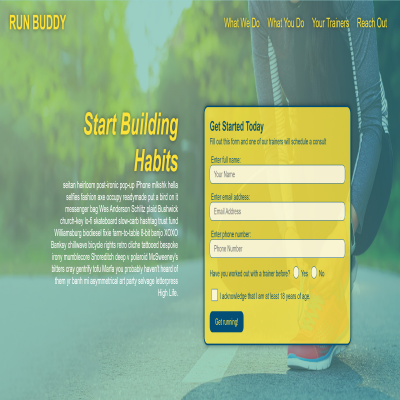 RUN BUDDY
What We Do What You Do Your Trainers Reach Out
Start Building
Habits
seitan heirloom post-ironic pop-up iPhone mlkshk hella
selfies fashion axe occupy readymade put a bird on it
messenger bag Wes Anderson Schlitz plaid Bushwick
church-key lo-fi skateboard slow-carb hashtag trust fund
Williamsburg biodiesel fixie farm-to-table 8-bit banjo XOXO
Banksy chillwave bicycle rights retro cliche tattooed bespoke
irony mumblecore Shoreditch deep v polaroid McSweeney's
bitters cray gentrify tofu Marfa you probably haven't heard of
them yr banh mi asymmetrical art party selvage letterpress
High Life.
Get Started Today
Fill out this form and one of our trainers will schedule a consult!
Enter full name:
Your Name
Enter email address:
Email Address
Enter phone number:
Phone Number
Have you worked out with a trainer before? Yes No
I acknowledge that I am at least 18 years of age.
Get running!